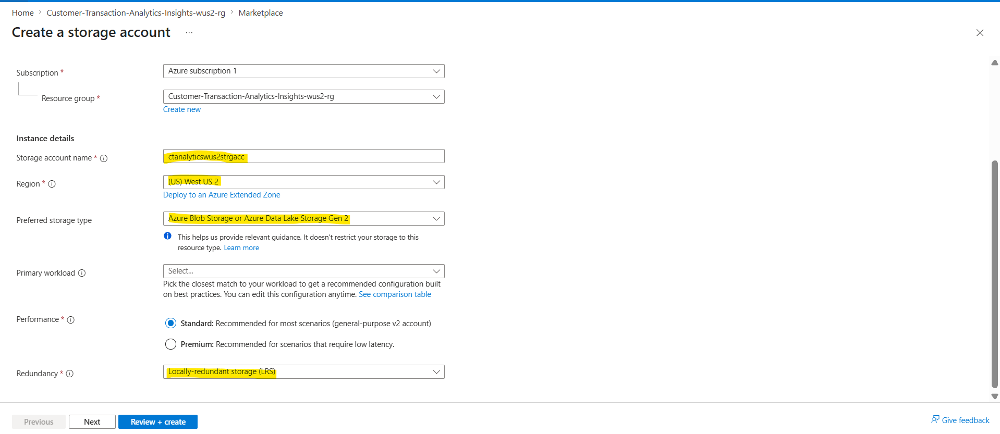 Home > Customer-Transaction-Analytics-Insights-wus2-rg > Marketplace
Create a storage account ...
Subscription *
Azure subscription 1
Resource group *
Customer-Transaction-Analytics-Insights-wus2-rg
Create new
Instance details
Storage account name *
ctanalyticswus2strgacc
Region *
(US) West US 2
Deploy to an Azure Extended Zone
Preferred storage type
Azure Blob Storage or Azure Data Lake Storage Gen 2
This helps us provide relevant guidance. It doesn't restrict your storage to this
resource type. Learn more
Primary workload
Select...
Pick the closest match to your workload to get a recommended configuration built
on best practices. You can edit this configuration anytime. See comparison table
Performance *
Standard: Recommended for most scenarios (general-purpose v2 account)
Premium: Recommended for scenarios that require low latency.
Redundancy *
Locally-redundant storage (LRS)
Previous
Next
Review + create
Give feedback